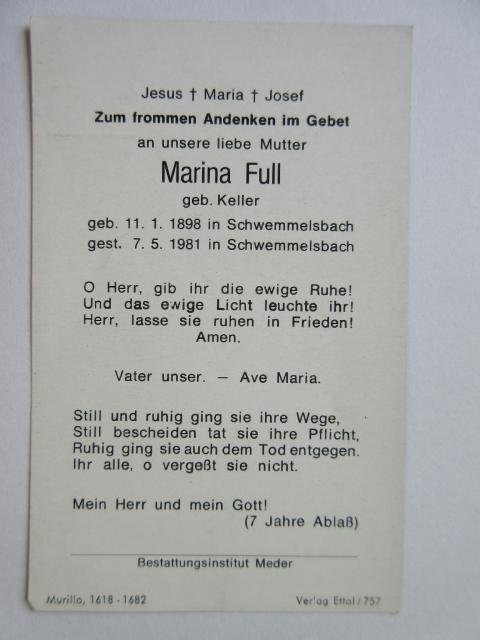 Jesus † Maria † Josef
Zum frommen Andenken im Gebet
an unsere liebe Mutter
Marina Full
geb. Keller
geb. 11. 1. 1898 in Schwemmelsbach
gest. 7. 5. 1981 in Schwemmelsbach
O Herr, gib ihr die ewige Ruhe!
Und das ewige Licht leuchte ihr!
Herr, lasse sie ruhen in Frieden!
Amen.
Vater unser. – Ave Maria.
Still und ruhig ging sie ihre Wege,
Still bescheiden tat sie ihre Pflicht,
Ruhig ging sie auch dem Tod entgegen.
Ihr alle, o vergeßt sie nicht.
Mein Herr und mein Gott!
(7 Jahre Ablaß)
Bestattungsinstitut Meder
Murillo, 1618 - 1682 Verlag Ettal / 757